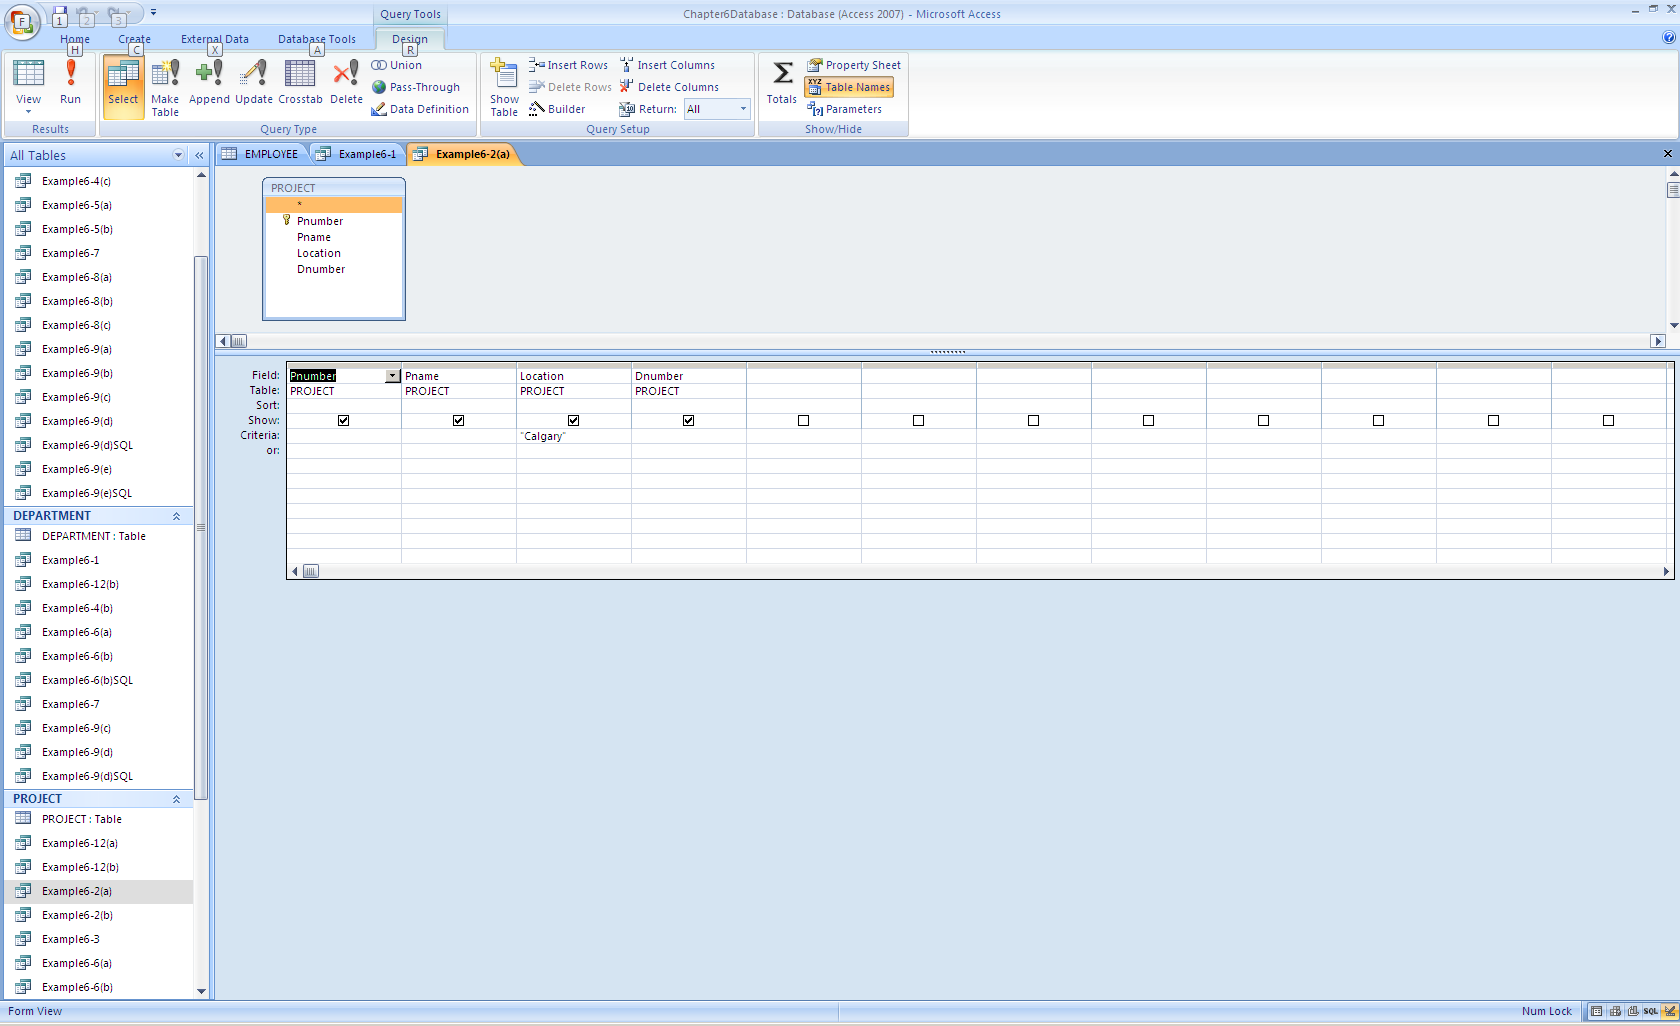 Query Tools
Chapter6Database : Database (Access 2007) - Microsoft Access
F
1
2
3
Home
Create
External Data
Database Tools
Design
H
C
X
A
R
View
Run
Results
Select
Make Table
Append
Update
Crosstab
Delete
Union
Pass-Through
Data Definition
Query Type
Show Table
Insert Rows
Delete Rows
Builder
Insert Columns
Delete Columns
Return: All
Query Setup
Σ
Totals
Property Sheet
XYZ Table Names
[?] Parameters
Show/Hide
All Tables
«
Example6-4(c)
Example6-5(a)
Example6-5(b)
Example6-7
Example6-8(a)
Example6-8(b)
Example6-8(c)
Example6-9(a)
Example6-9(b)
Example6-9(c)
Example6-9(d)
Example6-9(d)SQL
Example6-9(e)
Example6-9(e)SQL
DEPARTMENT
DEPARTMENT : Table
Example6-1
Example6-12(b)
Example6-4(b)
Example6-6(a)
Example6-6(b)
Example6-6(b)SQL
Example6-7
Example6-9(c)
Example6-9(d)
Example6-9(d)SQL
PROJECT
PROJECT : Table
Example6-12(a)
Example6-12(b)
Example6-2(a)
Example6-2(b)
Example6-3
Example6-6(a)
Example6-6(b)
EMPLOYEE
Example6-1
Example6-2(a)
PROJECT
*
Pnumber
Pname
Location
Dnumber
Field: Pnumber Pname Location Dnumber
Table: PROJECT PROJECT PROJECT PROJECT
Sort:
Show:
Criteria: "Calgary"
or:
Form View
Num Lock
SQL